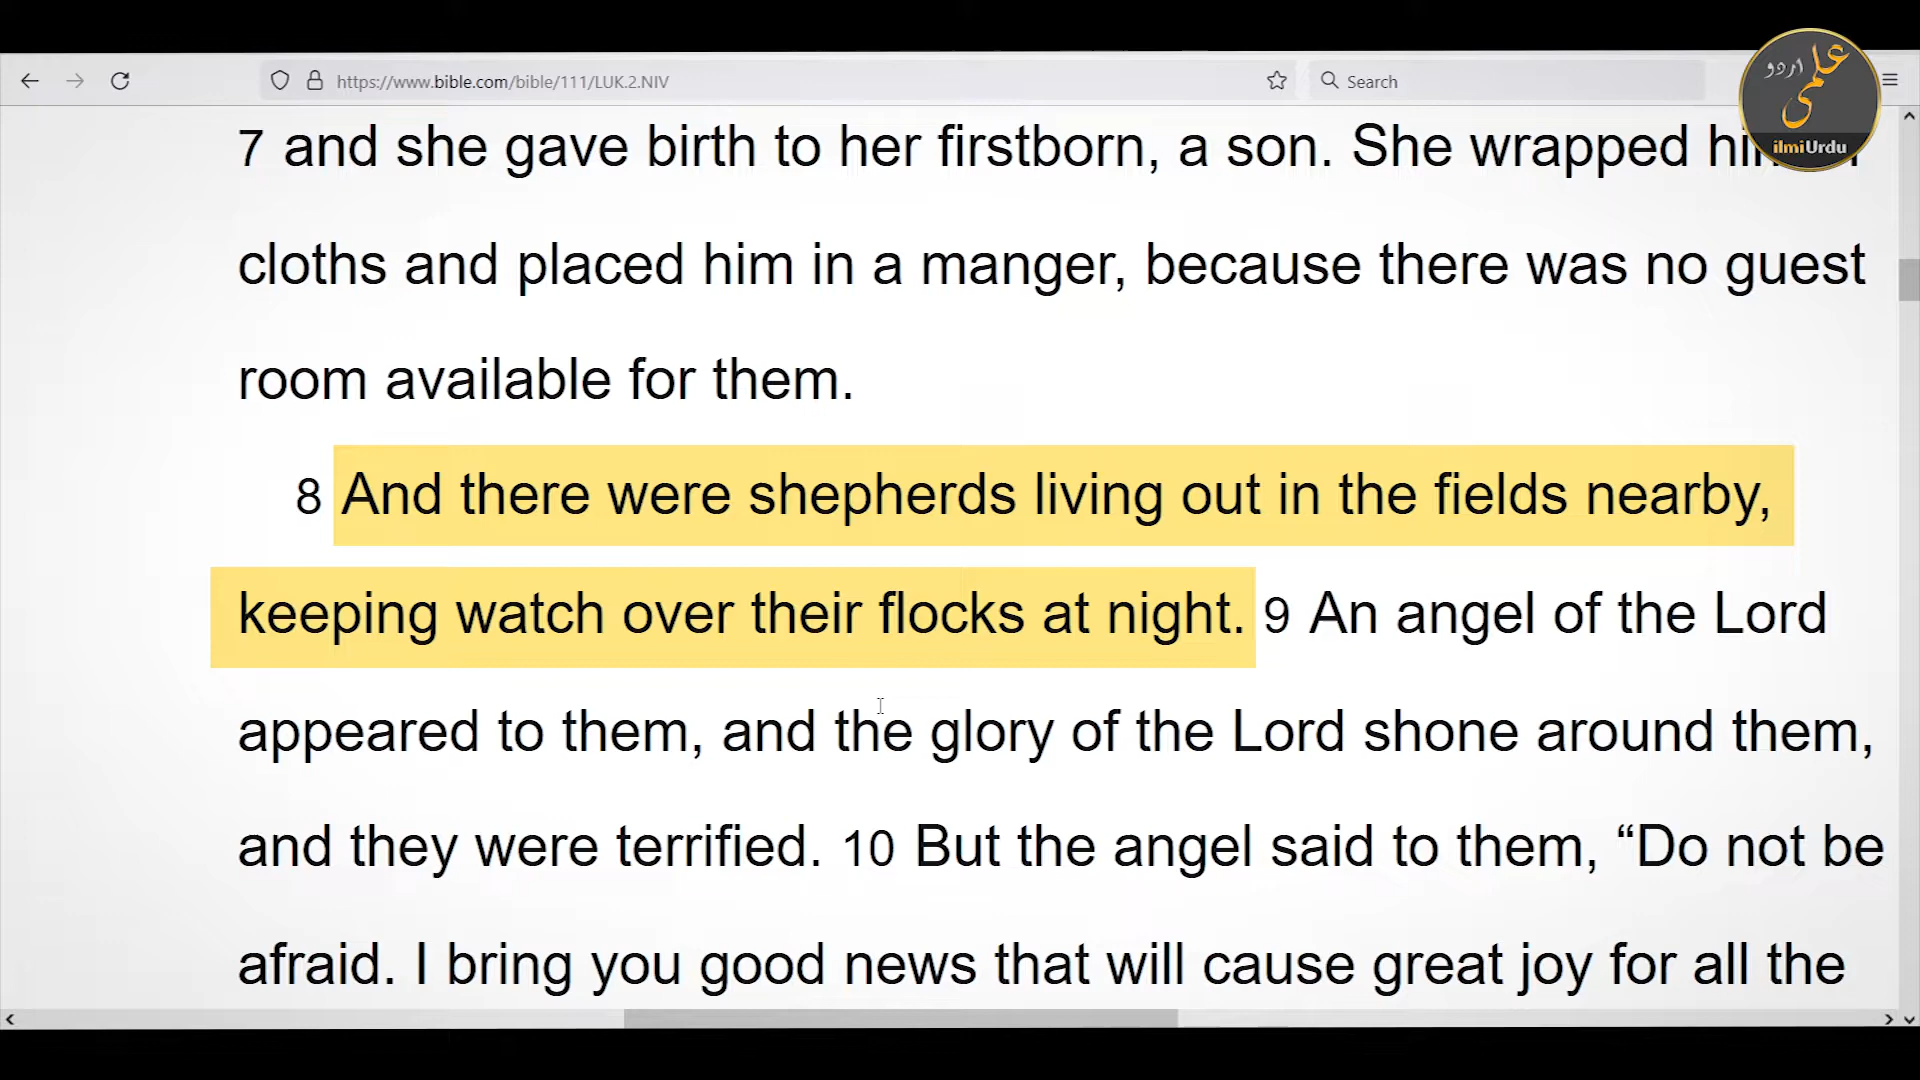 https://www.bible.com/bible/111/LUK.2.NIV
Search
علمی اردو
ilmiUrdu
7 and she gave birth to her firstborn, a son. She wrapped
cloths and placed him in a manger, because there was no guest
room available for them.
8 And there were shepherds living out in the fields nearby,
keeping watch over their flocks at night. 9 An angel of the Lord
appeared to them, and the glory of the Lord shone around them,
and they were terrified. 10 But the angel said to them, “Do not be
afraid. I bring you good news that will cause great joy for all the